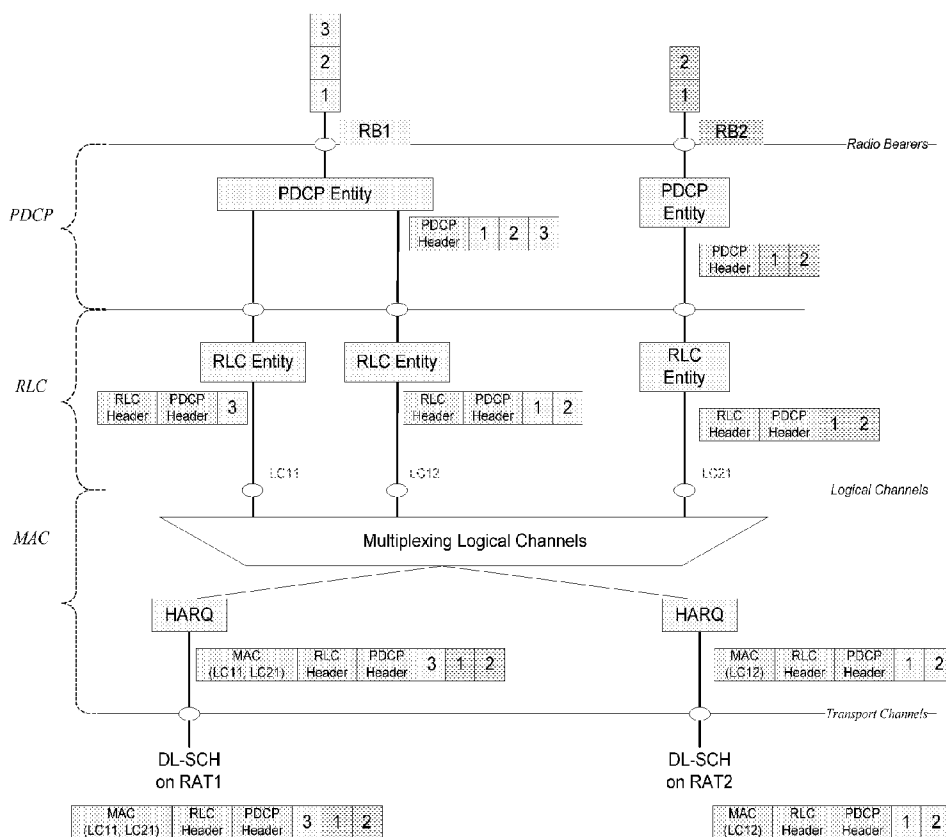 3
2
1
2
1
RB1
RB2
Radio Bearers
PDCP
PDCP Entity
PDCP
Entity
PDCP
Header 1 2 3
PDCP
Header 1 2
RLC
RLC Entity
RLC Entity
RLC
Entity
RLC PDCP
Header Header 3
RLC PDCP
Header Header 1 2
RLC PDCP
Header Header 1 2
LC11
LC12
LC21
Logical Channels
MAC
Multiplexing Logical Channels
HARQ
HARQ
MAC RLC PDCP
(LC11, LC21) Header Header 3 1 2
MAC RLC PDCP
(LC12) Header Header 1 2
Transport Channels
DL-SCH
on RAT1
DL-SCH
on RAT2
MAC RLC PDCP
(LC11, LC21) Header Header 3 1 2
MAC RLC PDCP
(LC12) Header Header 1 2